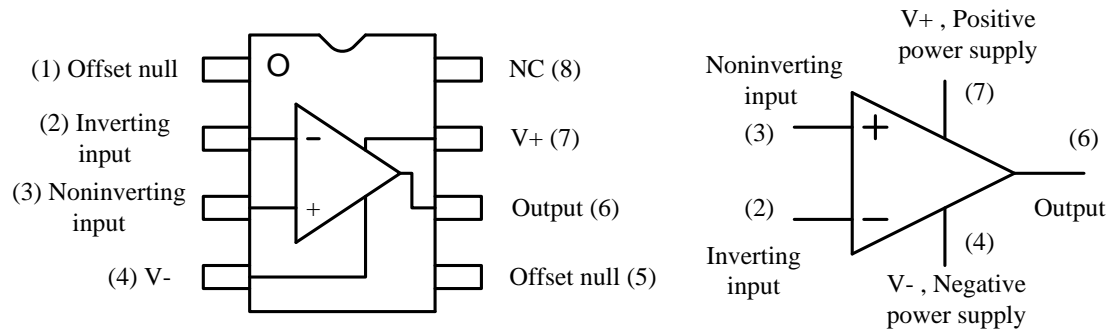 (1) Offset null
(2) Inverting
input
(3) Noninverting
input
(4) V-
O
-
+
NC (8)
V+ (7)
Output (6)
Offset null (5)
V+ , Positive
power supply
(7)
Noninverting
input
(3)
+
(6)
(2)
-
Output
Inverting
input
(4)
V- , Negative
power supply